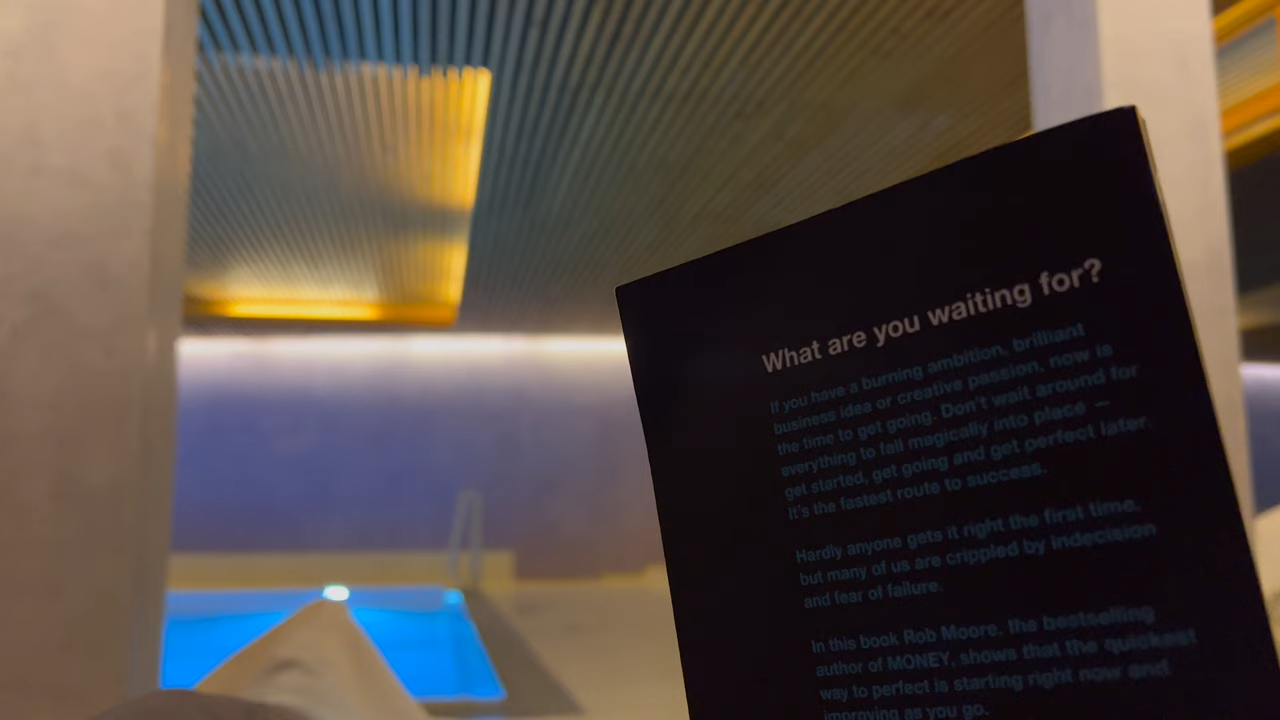 What are you waiting for?
If you have a burning ambition, brilliant
business idea or creative passion, now is
the time to get going. Don't wait around for
everything to fall magically into place —
get started, get going and get perfect later.
It's the fastest route to success.
Hardly anyone gets it right the first time,
but many of us are crippled by indecision
and fear of failure.
In this book Rob Moore, the bestselling
author of MONEY, shows that the quickest
way to perfect is starting right now and
improving as you go.